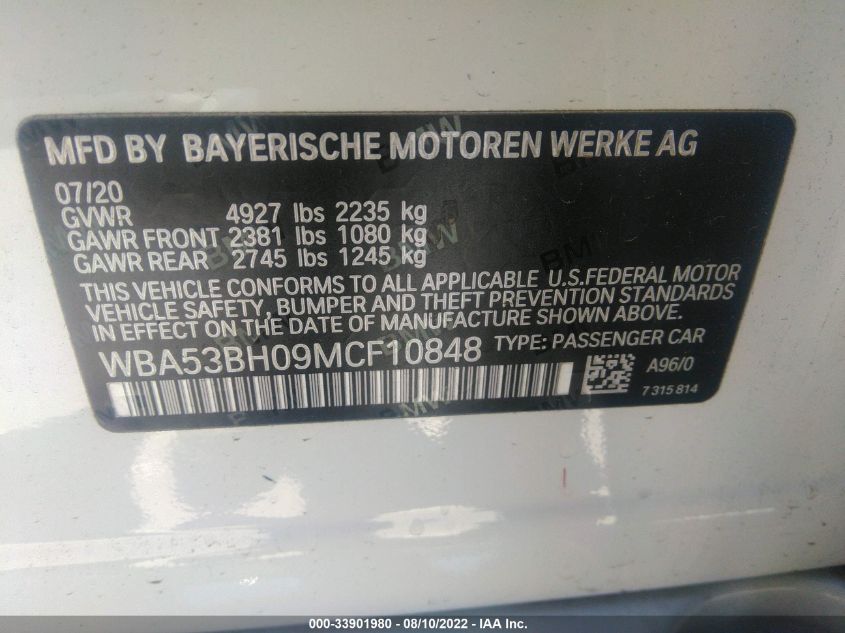 MFD BY BAYERISCHE MOTOREN WERKE AG
07/20
GVWR 4927 lbs 2235 kg
GAWR FRONT 2381 lbs 1080 kg
GAWR REAR 2745 lbs 1245 kg
THIS VEHICLE CONFORMS TO ALL APPLICABLE U.S.FEDERAL MOTOR
VEHICLE SAFETY, BUMPER AND THEFT PREVENTION STANDARDS
IN EFFECT ON THE DATE OF MANUFACTURE SHOWN ABOVE.
WBA53BH09MCF10848 TYPE: PASSENGER CAR
A96/0
7 315 814
000-33901980 - 08/10/2022 - IAA Inc.